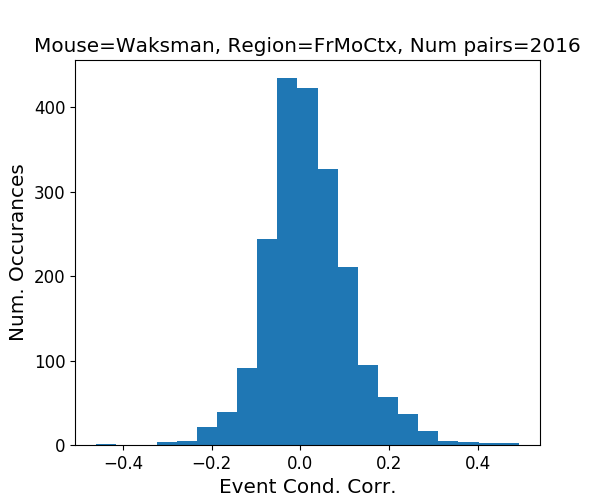 Mouse=Waksman, Region=FrMoCtx, Num pairs=2016
400
300
200
100
0
Num. Occurances
−0.4 −0.2 0.0 0.2 0.4
Event Cond. Corr.